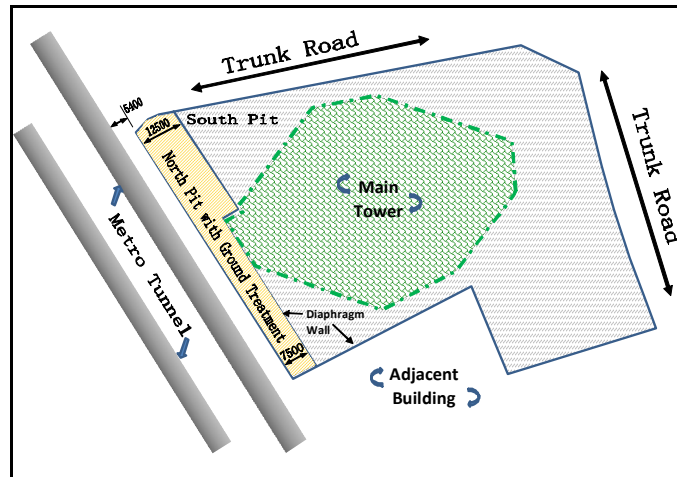 Trunk Road
5400
12500
South Pit
North Pit with Ground Treatment
Main
Tower
Trunk Road
Metro Tunnel
Diaphragm
Wall
7500
Adjacent
Building